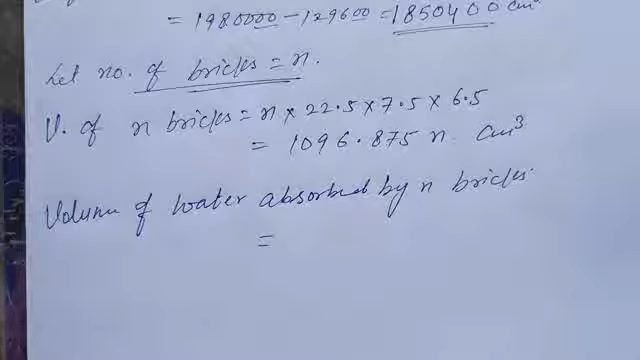 = 1980000 - 129600 = 1850400 cm³
Let no. of bricks = n.
V. of n bricks = n × 22.5 × 7.5 × 6.5
= 1096.875 n cm³
Volume of water absorbed by n bricks
=